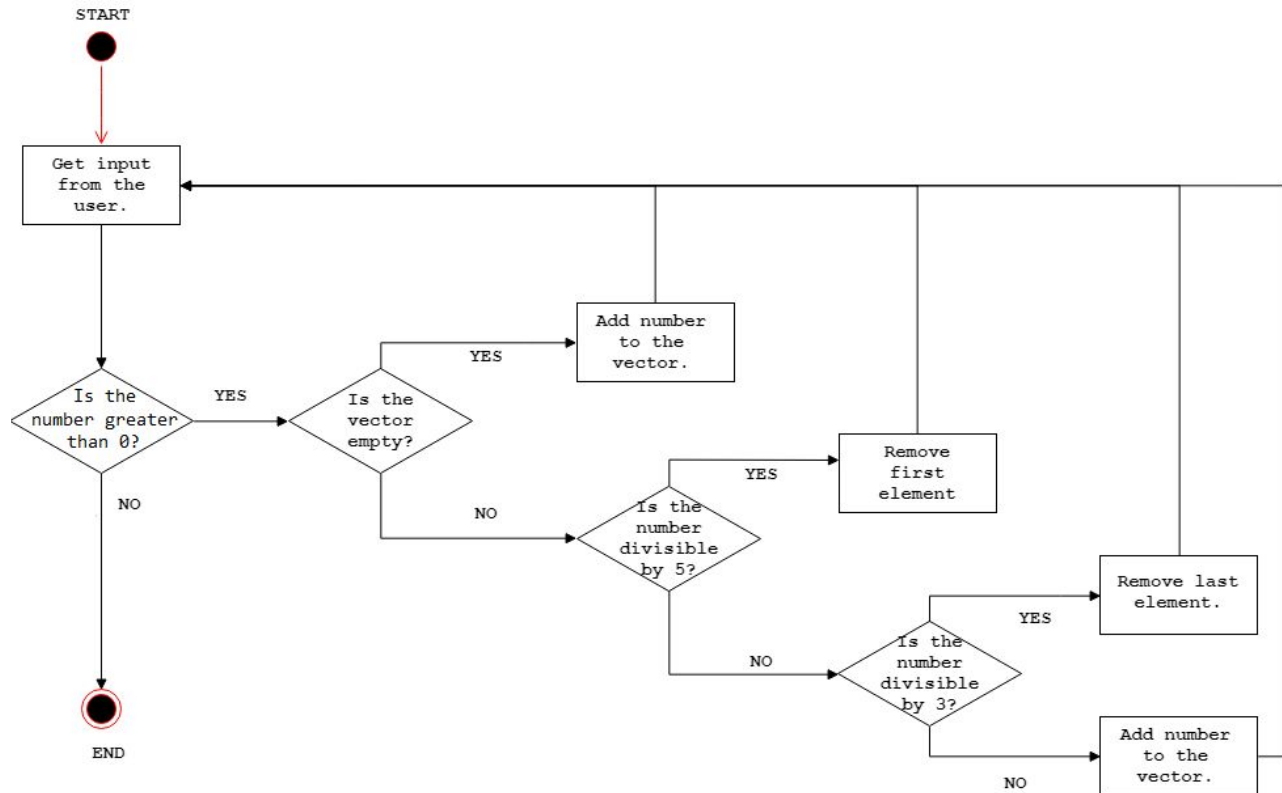 START
Get input
from the
user.
Is the
number greater
than 0?
YES
NO
END
Is the
vector
empty?
YES
Add number
to the
vector.
NO
Is the
number
divisible
by 5?
YES
Remove
first
element
NO
Is the
number
divisible
by 3?
YES
Remove last
element.
NO
Add number
to the
vector.